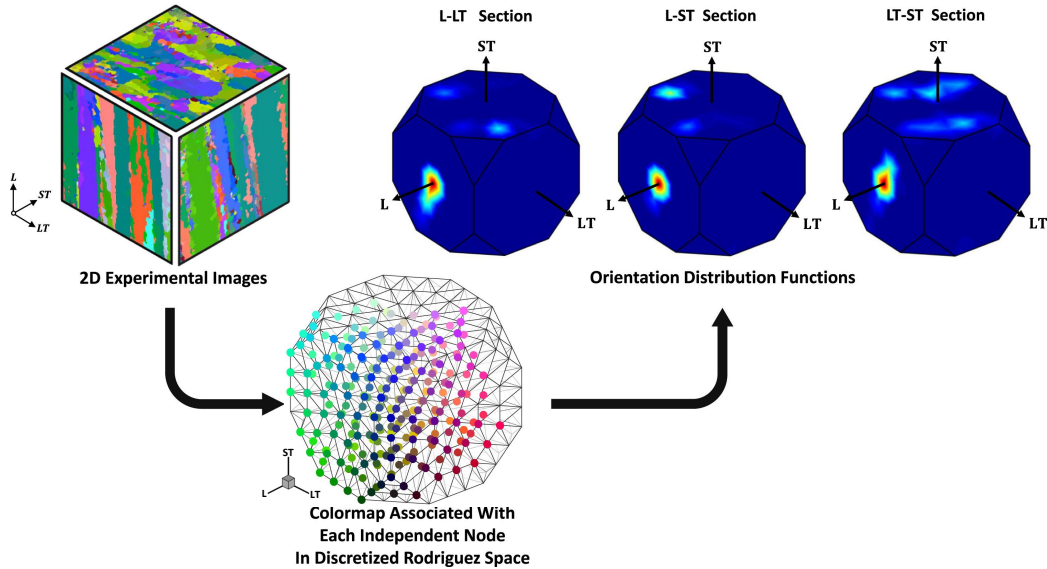 L-LT Section
L-ST Section
LT-ST Section
ST
ST
ST
L
ST
LT
L
LT
L
LT
L
LT
2D Experimental Images
Orientation Distribution Functions
ST
L
LT
Colormap Associated With
Each Independent Node
In Discretized Rodriguez Space